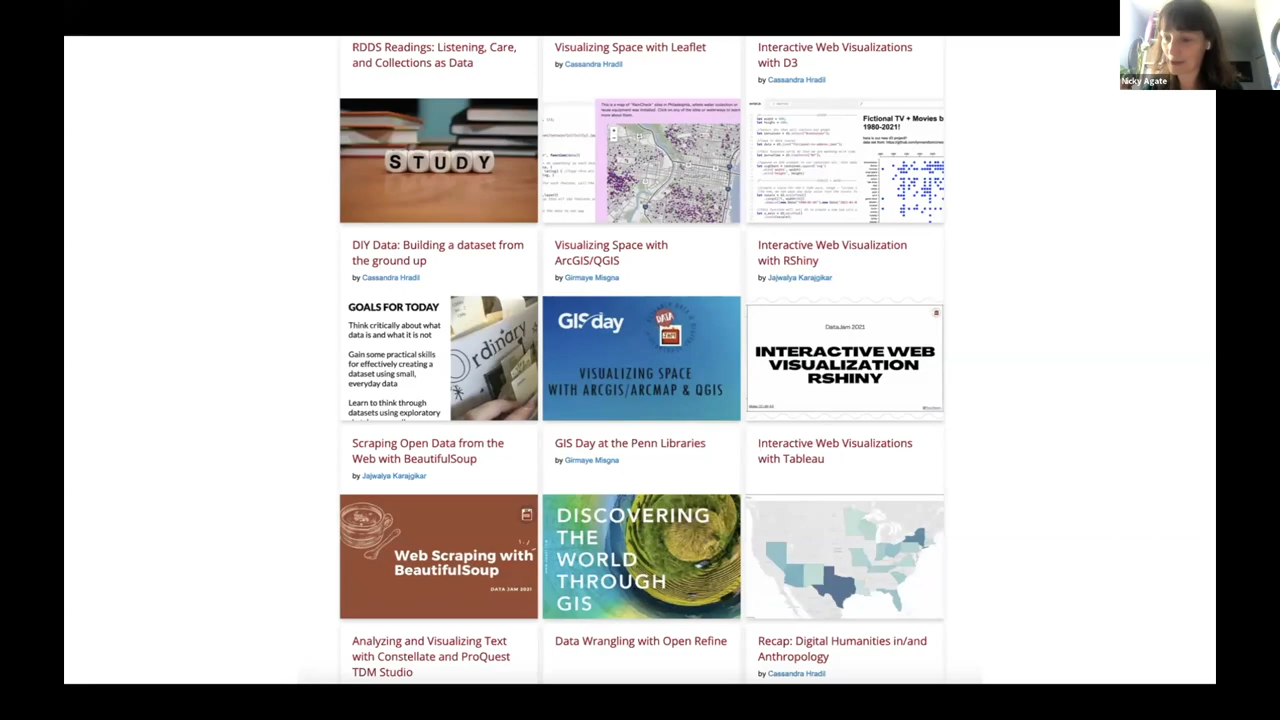 Nicky Agate
RDDS Readings: Listening, Care,
and Collections as Data
Visualizing Space with Leaflet
by Cassandra Hradil
Interactive Web Visualizations
with D3
by Cassandra Hradil
STUDY
Fictional TV + Movies b
1980-2021!
DIY Data: Building a dataset from
the ground up
by Cassandra Hradil
Visualizing Space with
ArcGIS/QGIS
by Girmaye Misgna
Interactive Web Visualization
with RShiny
by Jajwalya Karajgikar
GOALS FOR TODAY
Think critically about what
data is and what it is not
Gain some practical skills
for effectively creating a
dataset using small,
everyday data
Learn to think through
datasets using exploratory
Ordinary
GISday
DATA
VISUALIZING SPACE
WITH ARCGIS/ARCMAP & QGIS
DataJam 2021
INTERACTIVE WEB
VISUALIZATION
RSHINY
Scraping Open Data from the
Web with BeautifulSoup
by Jajwalya Karajgikar
GIS Day at the Penn Libraries
by Girmaye Misgna
Interactive Web Visualizations
with Tableau
Web Scraping with
BeautifulSoup
DATA JAM 2021
DISCOVERING
THE
WORLD
THROUGH
GIS
Analyzing and Visualizing Text
with Constellate and ProQuest
TDM Studio
Data Wrangling with Open Refine
Recap: Digital Humanities in/and
Anthropology
by Cassandra Hradil